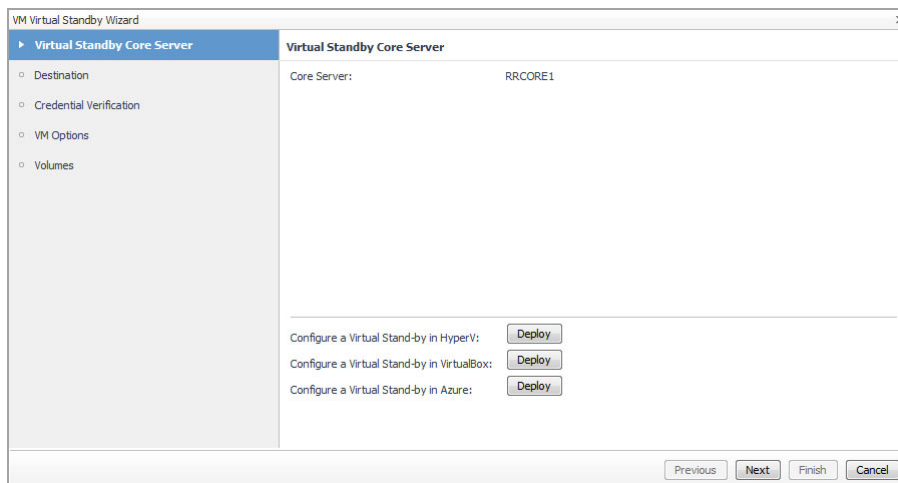 VM Virtual Standby Wizard
Virtual Standby Core Server
Destination
Credential Verification
VM Options
Volumes
Virtual Standby Core Server
Core Server: RRCORE1
Configure a Virtual Stand-by in HyperV: Deploy
Configure a Virtual Stand-by in VirtualBox: Deploy
Configure a Virtual Stand-by in Azure: Deploy
Previous Next Finish Cancel